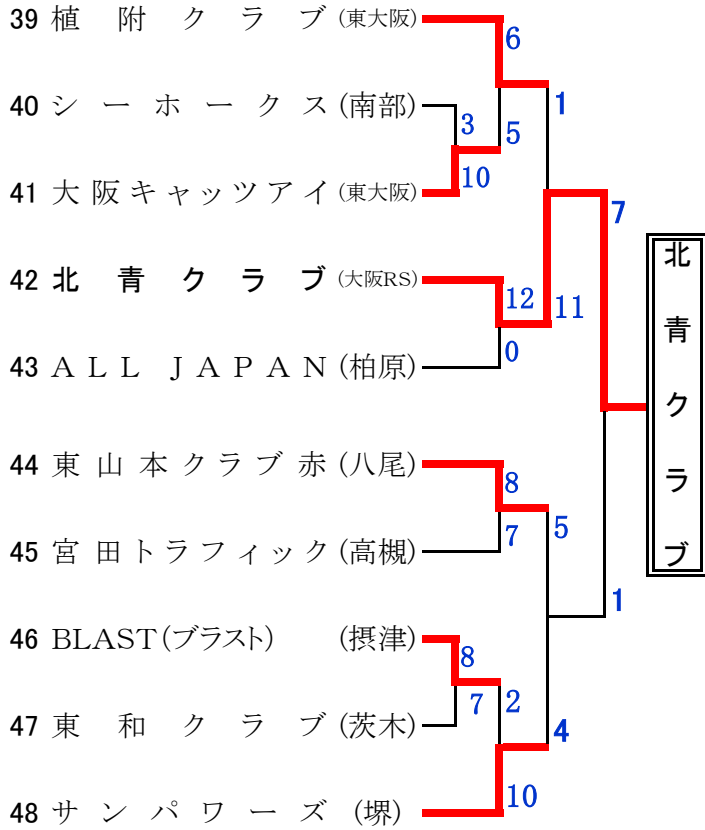 39 植附クラブ (東大阪)
6
40 シーホークス (南部)
3
5
1
10
41 大阪キャッツアイ (東大阪)
7
42 北青クラブ (大阪RS)
12
11
0
43 ALL JAPAN (柏原)
北青クラブ
44 東山本クラブ赤 (八尾)
8
7
5
45 宮田トラフィック (高槻)
1
46 BLAST(ブラスト) (摂津)
8
7
2
47 東和クラブ (茨木)
4
10
48 サンパワーズ (堺)